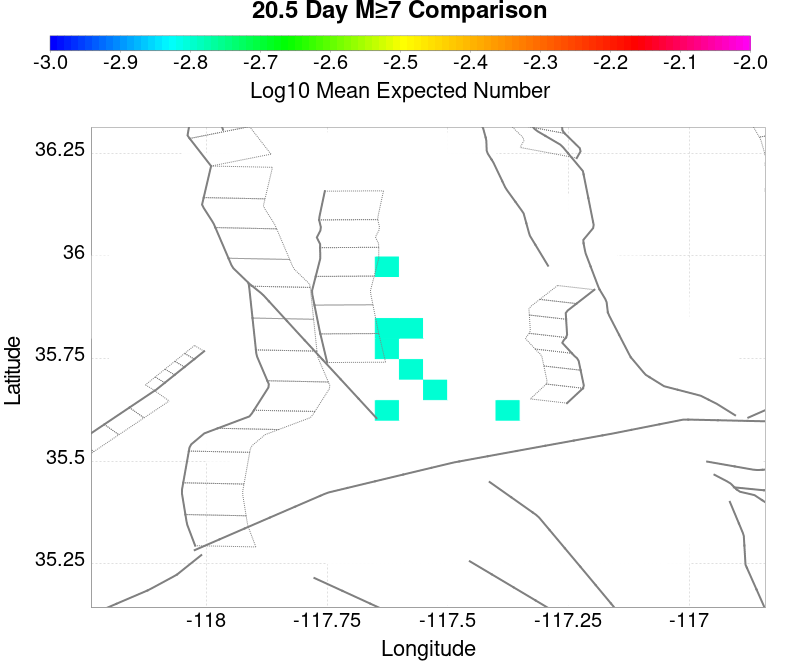 20.5 Day M≥7 Comparison
-3.0 -2.9 -2.8 -2.7 -2.6 -2.5 -2.4 -2.3 -2.2 -2.1 -2.0
Log10 Mean Expected Number
36.25
36
35.75
35.5
35.25
Latitude
-118 -117.75 -117.5 -117.25 -117
Longitude